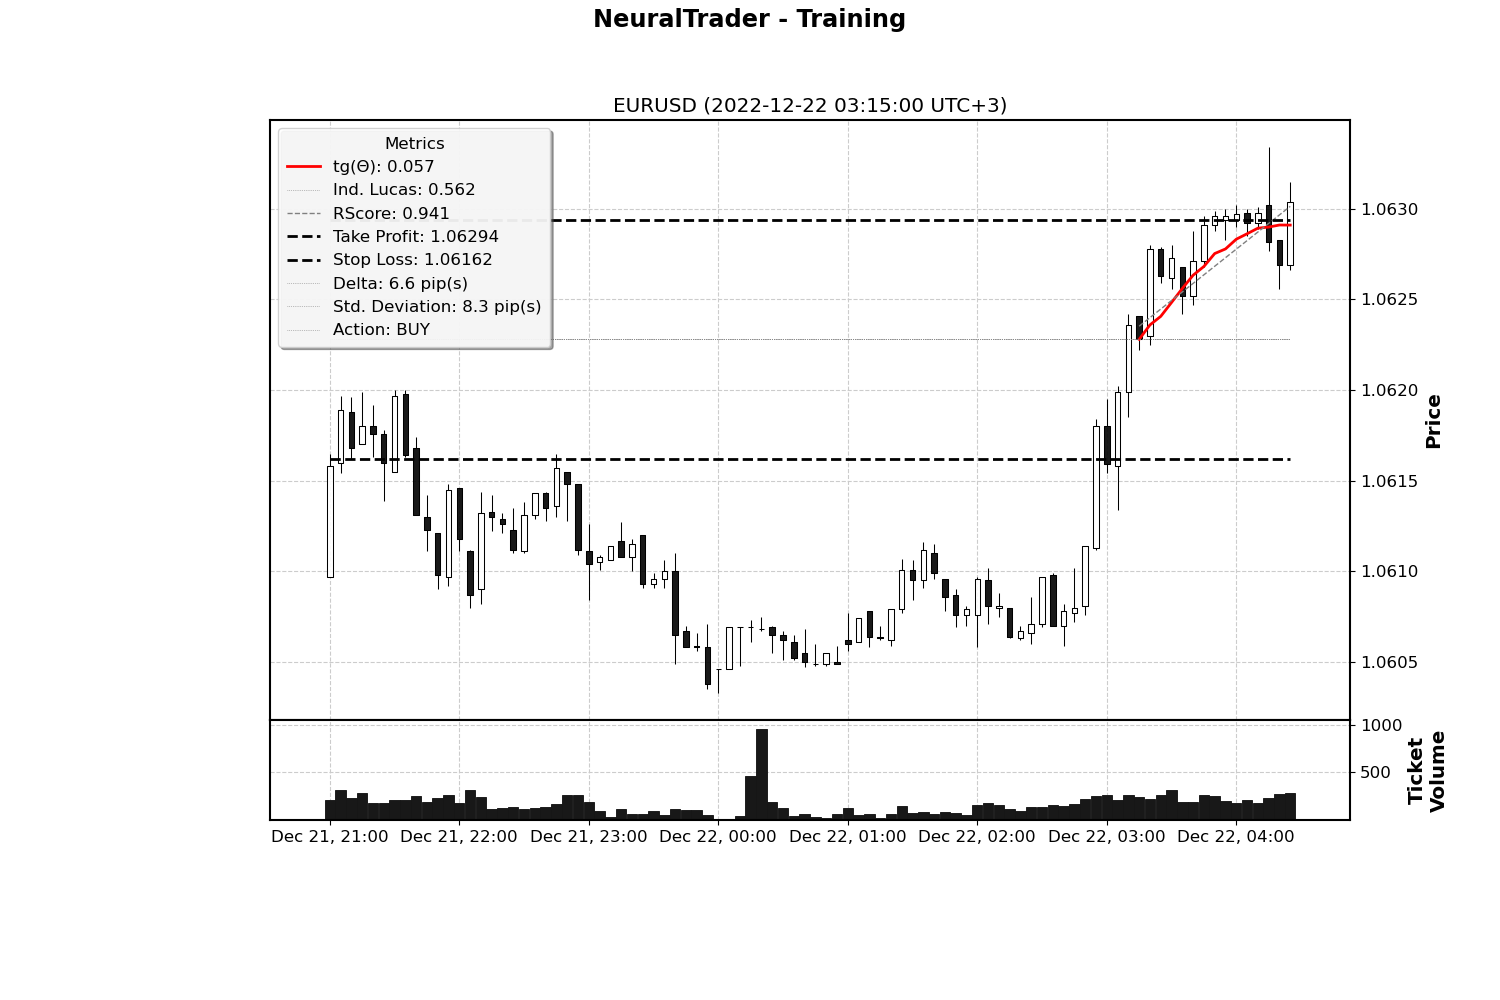 NeuralTrader - Training
EURUSD (2022-12-22 03:15:00 UTC+3)
Metrics
tg(Θ): 0.057
Ind. Lucas: 0.562
RScore: 0.941
Take Profit: 1.06294
Stop Loss: 1.06162
Delta: 6.6 pip(s)
Std. Deviation: 8.3 pip(s)
Action: BUY
1.0630
1.0625
1.0620
1.0615
1.0610
1.0605
Price
1000
500
Ticket
Volume
Dec 21, 21:00 Dec 21, 22:00 Dec 21, 23:00 Dec 22, 00:00 Dec 22, 01:00 Dec 22, 02:00 Dec 22, 03:00 Dec 22, 04:00